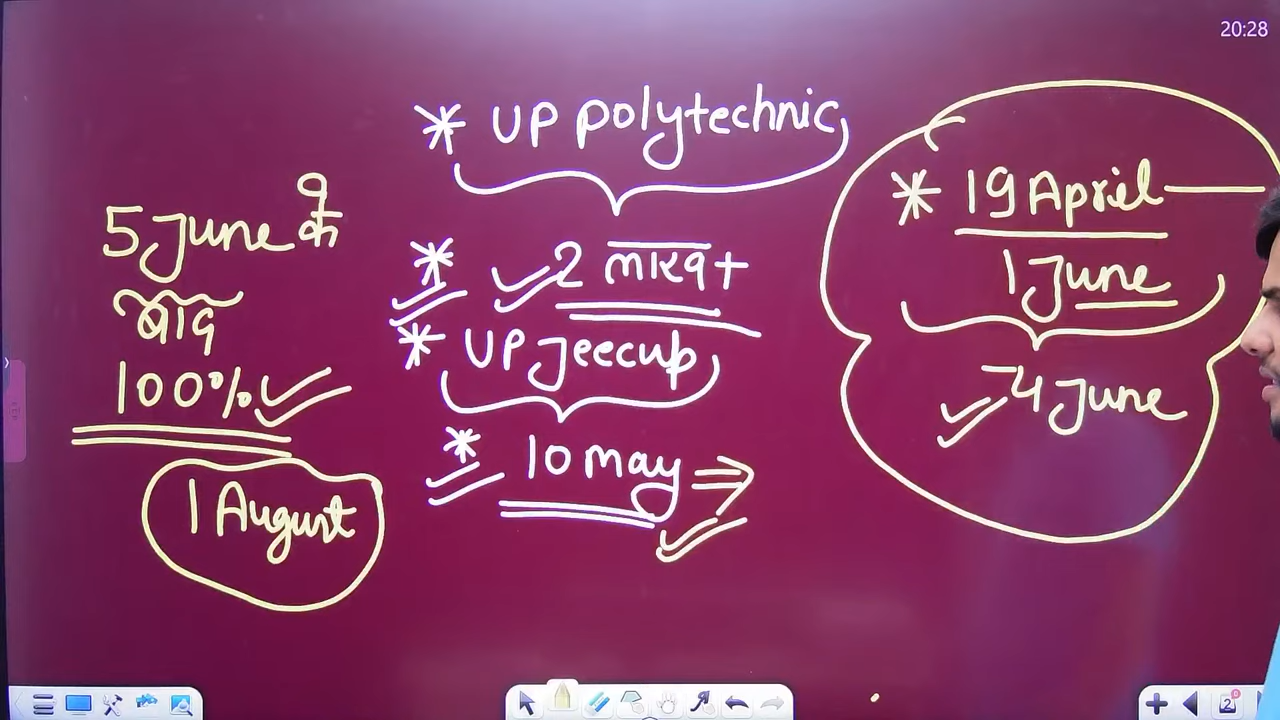 20:28
* UP Polytechnic
* 2 लाख +
* UP Jeecup
* 10 may ⇒
5 June के
बाद
100%
1 August
* 19 April —
1 June
4 June
2